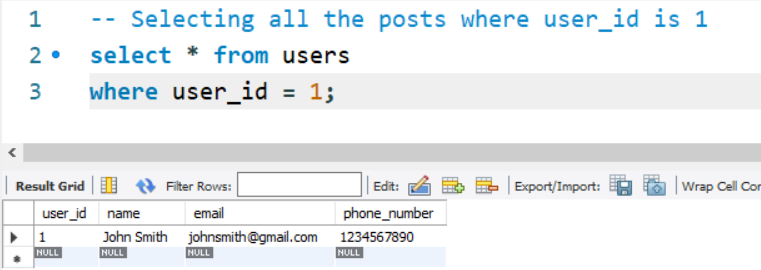 1 -- Selecting all the posts where user_id is 1
2 select * from users
3 where user_id = 1;
<
Result Grid Filter Rows: Edit: Export/Import: Wrap Cell Con
user_id name email phone_number
1 John Smith johnsmith@gmail.com 1234567890
NULL NULL NULL NULL